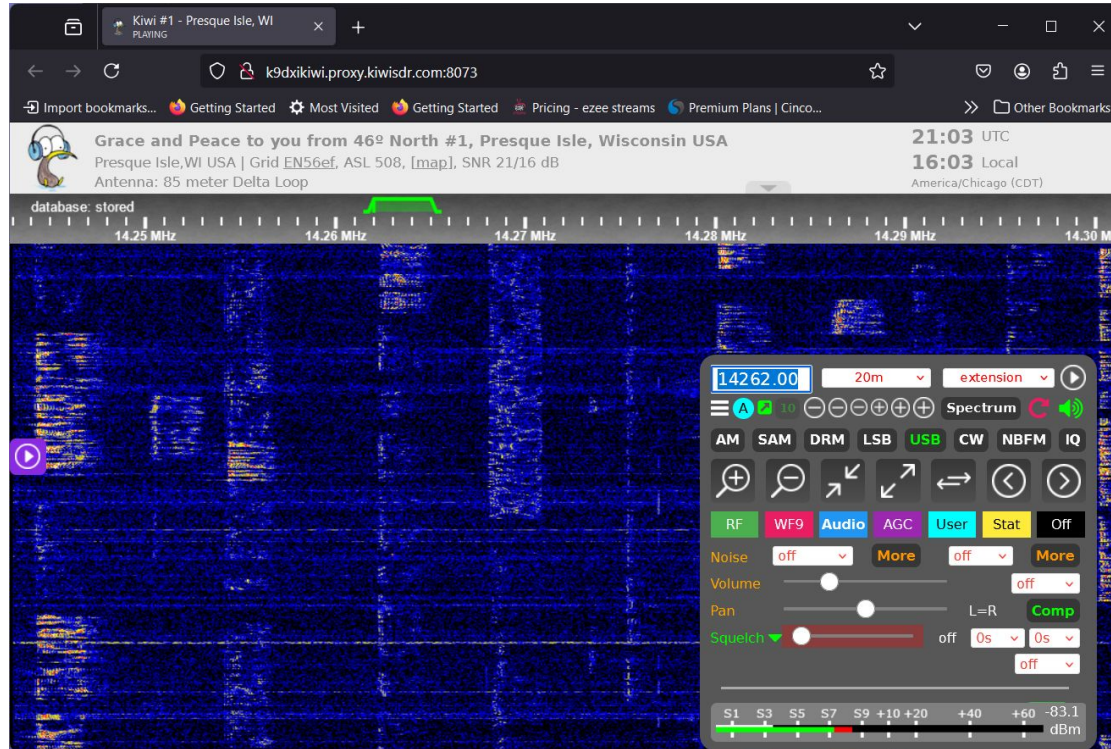 Kiwi #1 - Presque Isle, WI
PLAYING
k9dxikiwi.proxy.kiwisdr.com:8073
Import bookmarks... Getting Started Most Visited Getting Started Pricing - ezee streams Premium Plans | Cinco... Other Bookmarks
Grace and Peace to you from 46º North #1, Presque Isle, Wisconsin USA
21:03 UTC
Presque Isle,WI USA | Grid EN56ef, ASL 508, [map], SNR 21/16 dB
16:03 Local
Antenna: 85 meter Delta Loop
America/Chicago (CDT)
database: stored
14.25 MHz 14.26 MHz 14.27 MHz 14.28 MHz 14.29 MHz 14.30 M
14262.00 20m extension
A 10 Spectrum
AM SAM DRM LSB USB CW NBFM IQ
RF WF9 Audio AGC User Stat Off
Noise off More off More
Volume off
Pan L=R Comp
Squelch off 0s 0s
off
S1 S3 S5 S7 S9 +10 +20 +40 +60 -83.1
dBm